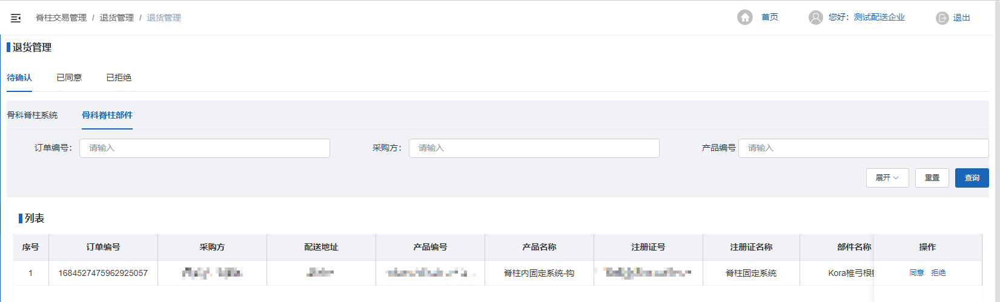 脊柱交易管理 / 退货管理 / 退货管理 首页 您好：测试配送企业 退出
退货管理
待确认 已同意 已拒绝
骨科脊柱系统 骨科脊柱部件
订单编号： 请输入 采购方： 请输入 产品编号 请输入
展开 重置 查询
列表
序号 订单编号 采购方 配送地址 产品编号 产品名称 注册证号 注册证名称 部件名称 操作
1 1684527475962925057 脊柱内固定系统-钩 脊柱固定系统 Kora椎弓根 同意 拒绝